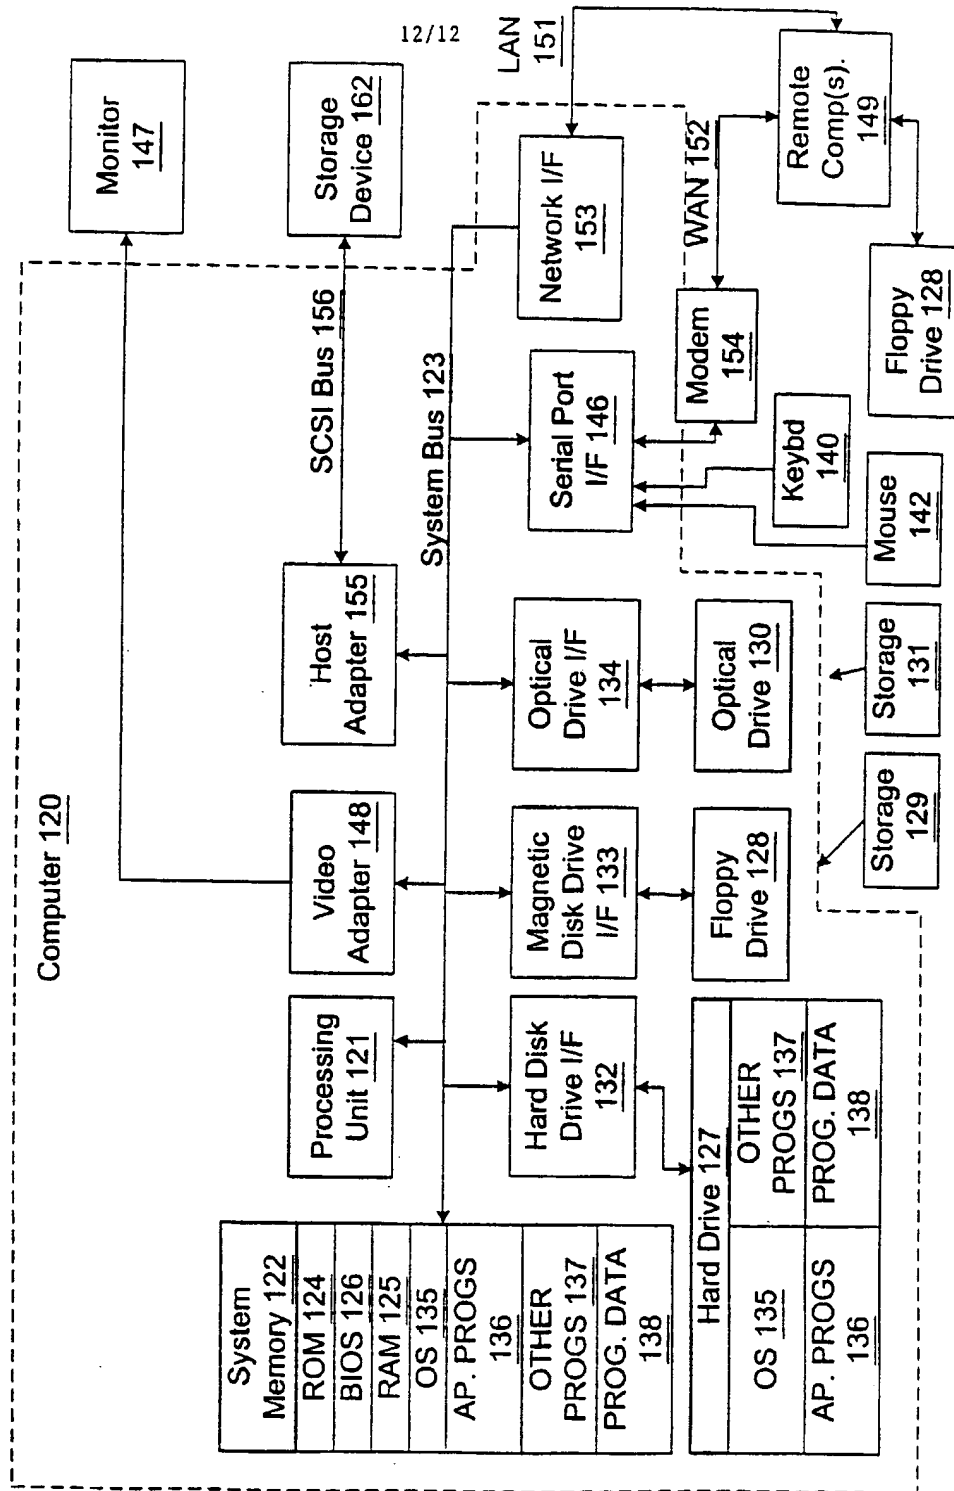 12/12
Computer 120
Monitor
147
Storage
Device 162
SCSI Bus 156
System Bus 123
LAN
151
System
Memory 122
ROM 124
BIOS 126
RAM 125
OS 135
AP. PROGS
136
OTHER
PROGS 137
PROG. DATA
138
Processing
Unit 121
Video
Adapter 148
Host
Adapter 155
Hard Disk
Drive I/F
132
Magnetic
Disk Drive
I/F 133
Optical
Drive I/F
134
Serial Port
I/F 146
Network I/F
153
Hard Drive 127
OS 135
OTHER
PROGS 137
AP. PROGS
136
PROG. DATA
138
Floppy
Drive 128
Optical
Drive 130
Modem
154
WAN 152
Remote
Comp(s).
149
Storage
129
Storage
131
Mouse
142
Keybd
140
Floppy
Drive 128